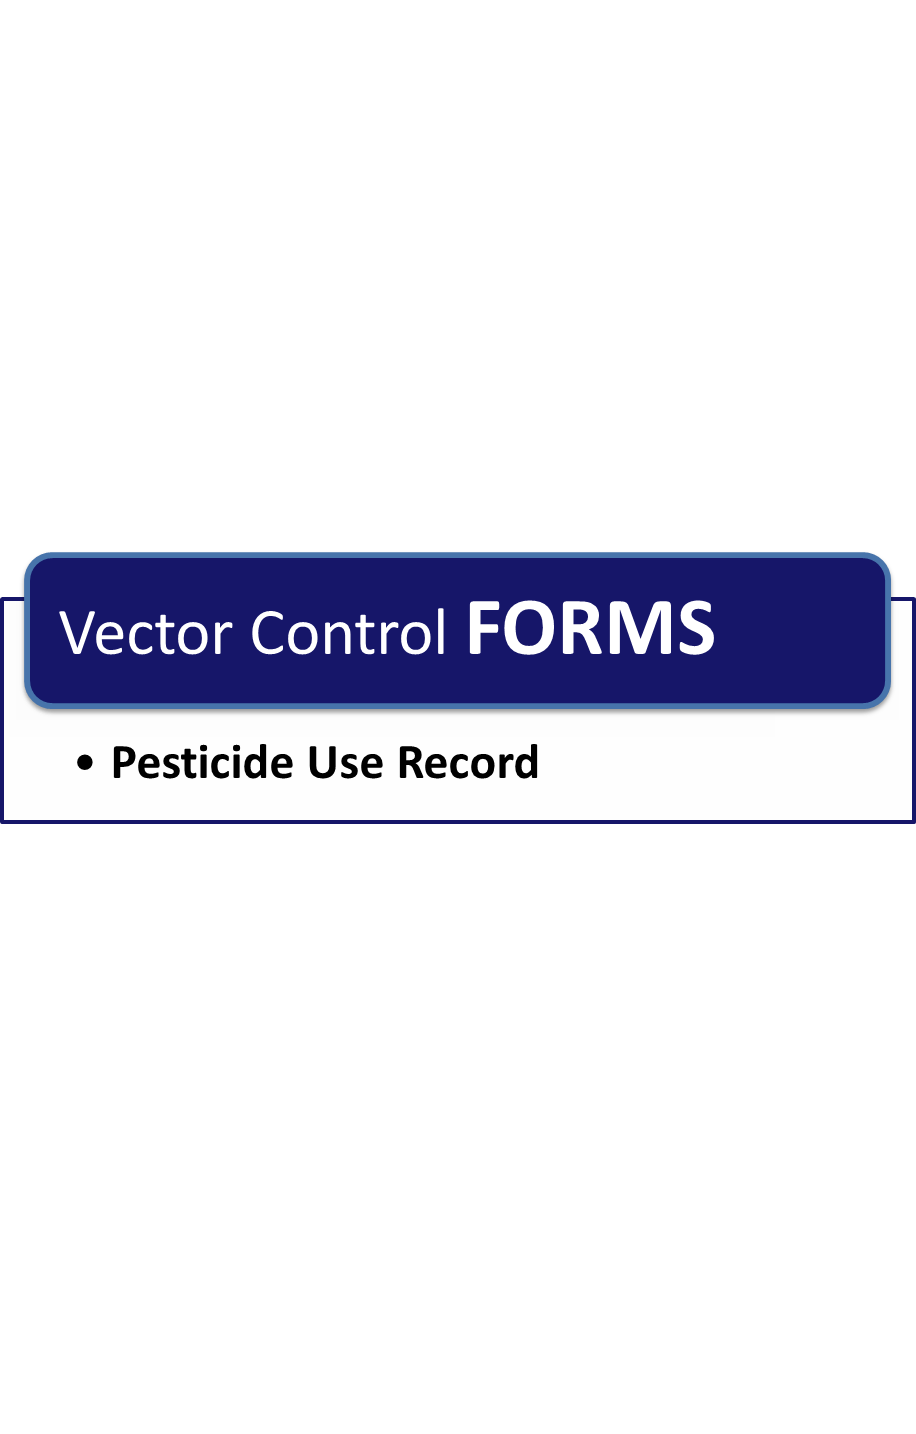 Vector Control FORMS
• Pesticide Use Record